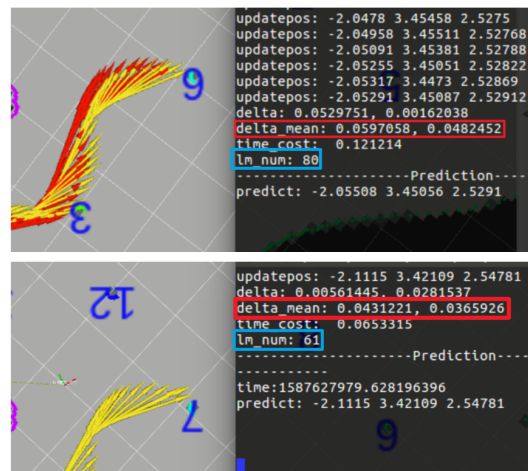 updatepos: -2.0478 3.45458 2.5275
updatepos: -2.04958 3.45511 2.52768
updatepos: -2.05091 3.45381 2.52788
updatepos: -2.05255 3.45051 2.52822
updatepos: -2.05317 3.4473 2.52869
updatepos: -2.05291 3.45087 2.52912
delta: 0.0529751, 0.00162038
delta_mean: 0.0597058, 0.0482452
time_cost: 0.121214
lm_num: 80
-----------------------Prediction----
predict: -2.05508 3.45056 2.5291
6
3
updatepos: -2.1115 3.42109 2.54781
delta: 0.00561445, 0.0281537
delta_mean: 0.0431221, 0.0365926
time_cost: 0.0653315
lm_num: 61
-----------------------Prediction----
-----------
time:1587627979.628196396
predict: -2.1115 3.42109 2.54781
12
7
9